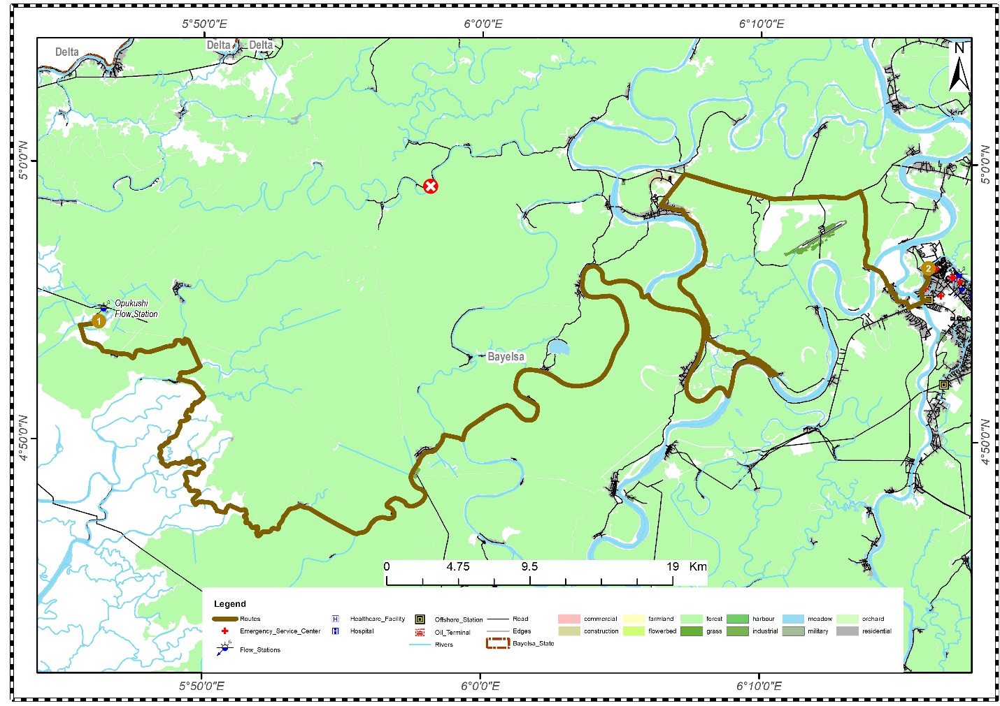 5°50'0"E 6°0'0"E 6°10'0"E
Delta
Delta
Delta
N
5°0'0"N
5°0'0"N
Opukushi
Flow_Station
1
2
Bayelsa
4°50'0"N
4°50'0"N
0 4.75 9.5 19 Km
Legend
Routes
Emergency_Service_Center
Flow_Stations
Healthcare_Facility
Hospital
Offshore_Station
Oil_Terminal
Rivers
Road
Edges
Bayelsa_State
commercial
construction
farmland
flowerbed
forest
grass
harbour
industrial
meadow
military
orchard
residential
5°50'0"E 6°0'0"E 6°10'0"E